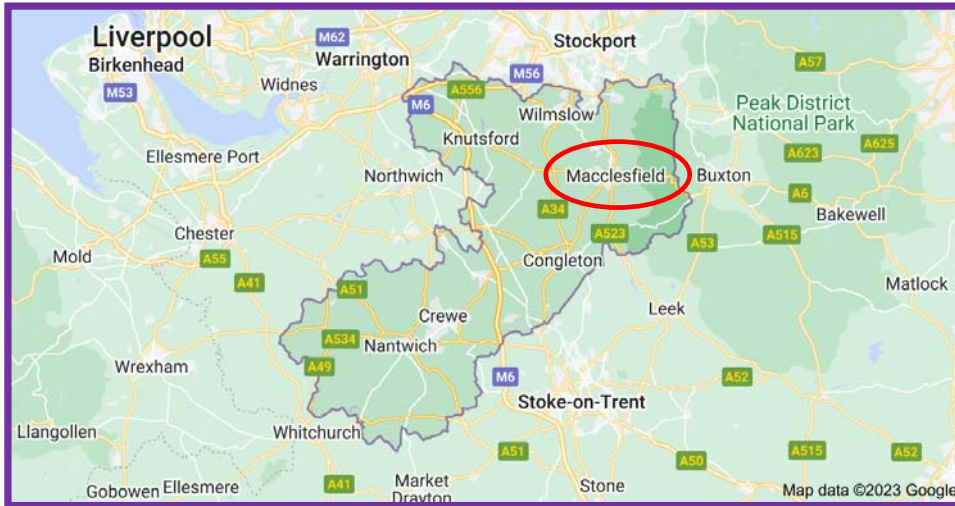 Liverpool
Birkenhead
M53
M62
Warrington
Widnes
Stockport
M56
A57
A556
M6
Wilmslow
Knutsford
Peak District
National Park
A623
A625
Ellesmere Port
Northwich
Macclesfield
Buxton
A6
Bakewell
A34
A523
A53
A515
Chester
Mold
A55
A41
Congleton
A51
Matlock
Crewe
Leek
A534
Nantwich
Wrexham
A49
M6
A52
Stoke-on-Trent
Llangollen
Whitchurch
A51
A515
A52
A50
Gobowen
Ellesmere
A41
Market
Drayton
Stone
Map data ©2023 Google